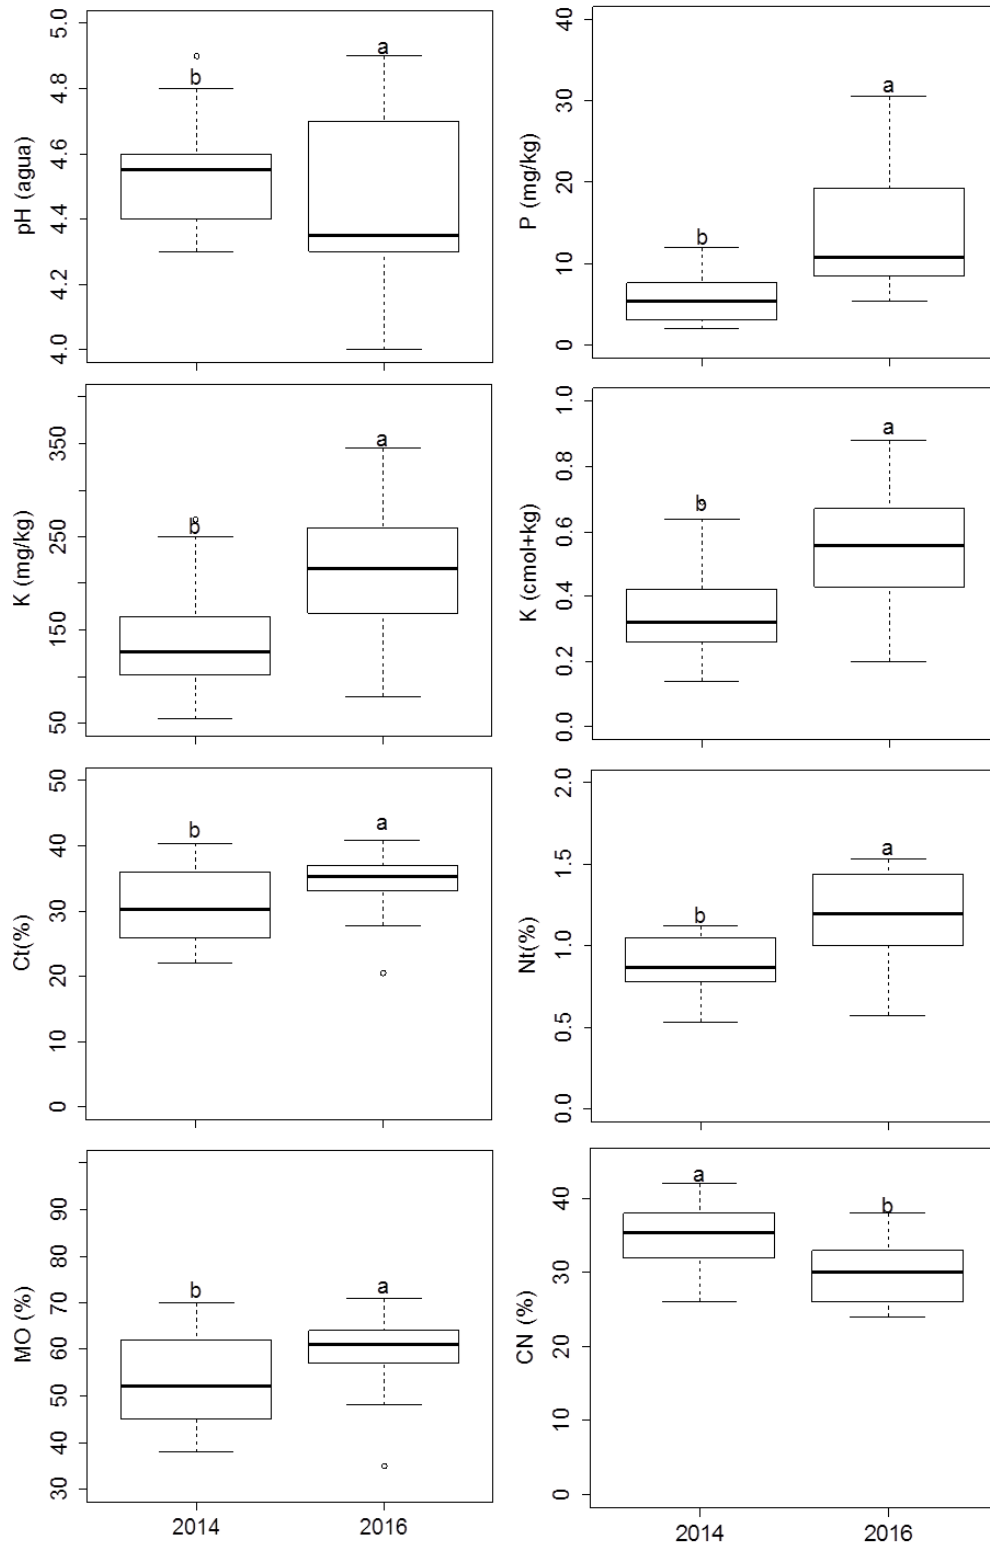 pH (agua)
5.0
4.8
4.6
4.4
4.2
4.0
b
a
P (mg/kg)
40
30
20
10
0
b
a
K (mg/kg)
350
250
150
50
b
a
K (cmol+kg)
1.0
0.8
0.6
0.4
0.2
0.0
b
a
Ct(%)
50
40
30
20
10
0
b
a
Nt(%)
2.0
1.5
1.0
0.5
0.0
b
a
MO (%)
90
80
70
60
50
40
30
b
a
2014
2016
CN (%)
40
30
20
10
0
a
b
2014
2016